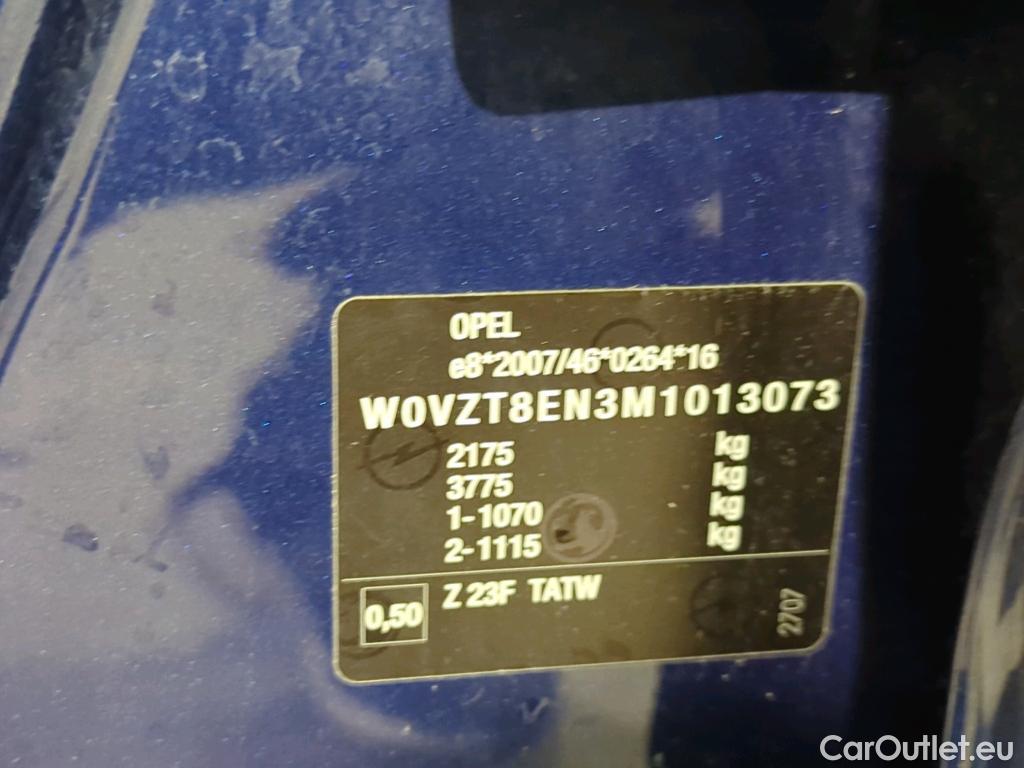 OPEL
e8*2007/46*0264*16
W0VZT8EN3M1013073
2175 kg
3775 kg
1-1070 kg
2-1115 kg
0,50 Z 23F TATW 2707
CarOutlet.eu